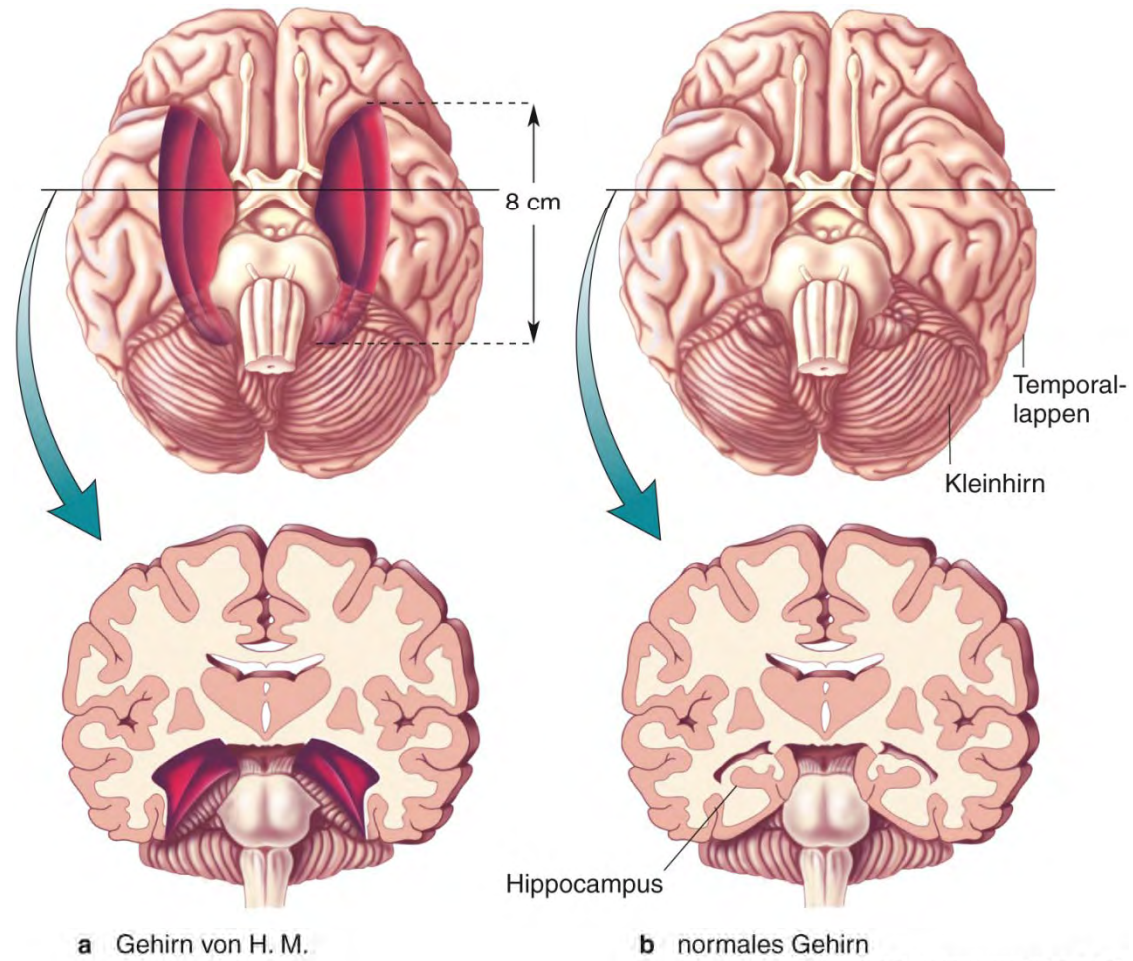 8 cm
Temporal-
lappen
Kleinhirn
Hippocampus
a Gehirn von H. M.
b normales Gehirn